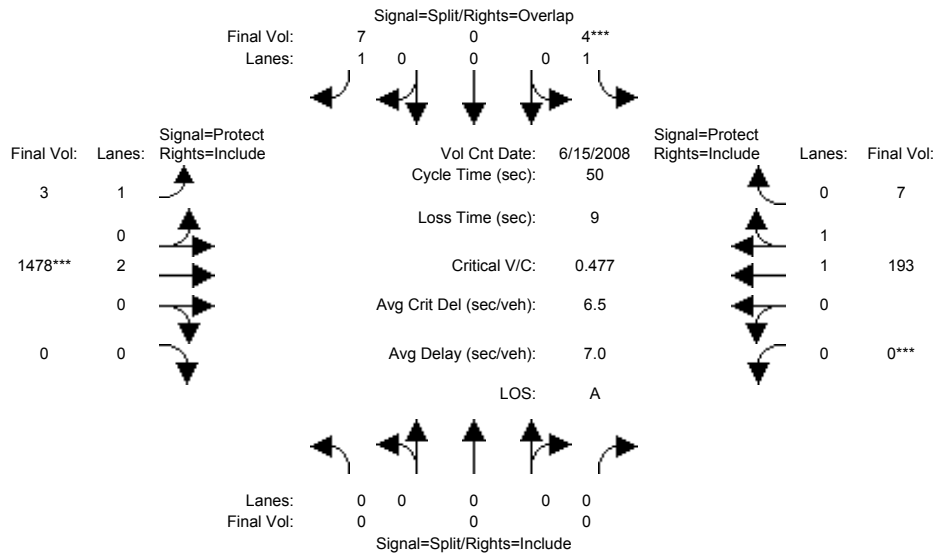 Signal=Split/Rights=Overlap
Final Vol: 7 0 4***
Lanes: 1 0 0 0 1
Signal=Protect
Final Vol: Lanes: Rights=Include
Vol Cnt Date: 6/15/2008
Signal=Protect
Rights=Include Lanes: Final Vol:
Cycle Time (sec): 50
3 1
0 7
Loss Time (sec): 9
0
1
1478*** 2
Critical V/C: 0.477
1 193
0
Avg Crit Del (sec/veh): 6.5
0
0 0
Avg Delay (sec/veh): 7.0
0 0***
LOS: A
Lanes: 0 0 0 0 0
Final Vol: 0 0 0
Signal=Split/Rights=Include